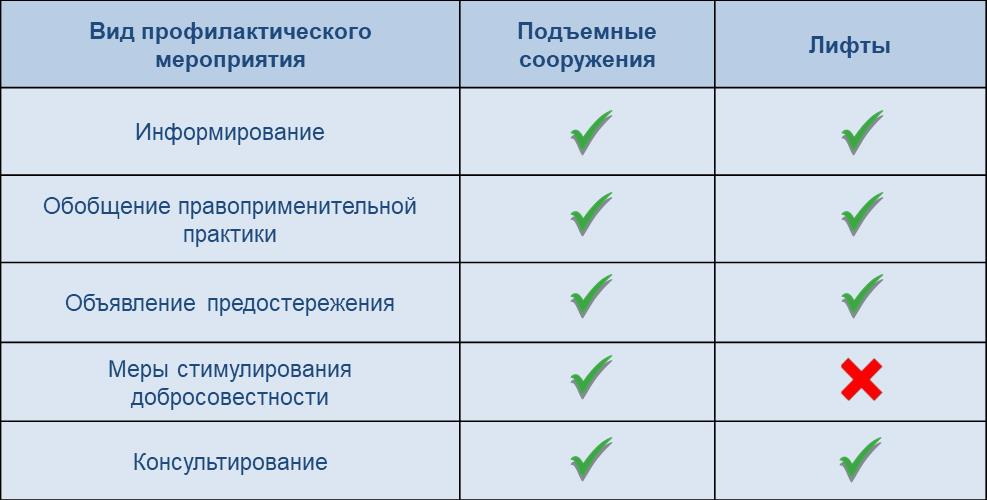 Вид профилактического
мероприятия
Подъемные
сооружения
Лифты
Информирование
Обобщение правоприменительной
практики
Объявление предостережения
Меры стимулирования
добросовестности
Консультирование